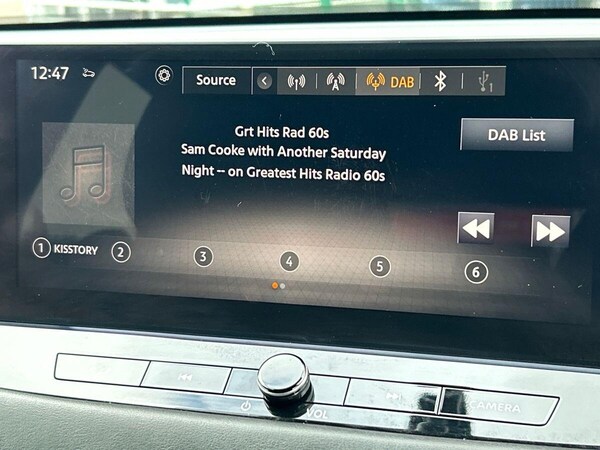 12:47
Source
DAB
1
Grt Hits Rad 60s
DAB List
Sam Cooke with Another Saturday
Night -- on Greatest Hits Radio 60s
1 KISSTORY 2 3 4 5 6
VOL
CAMERA